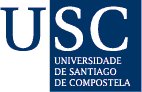 USC
UNIVERSIDADE
DE SANTIAGO
DE COMPOSTELA